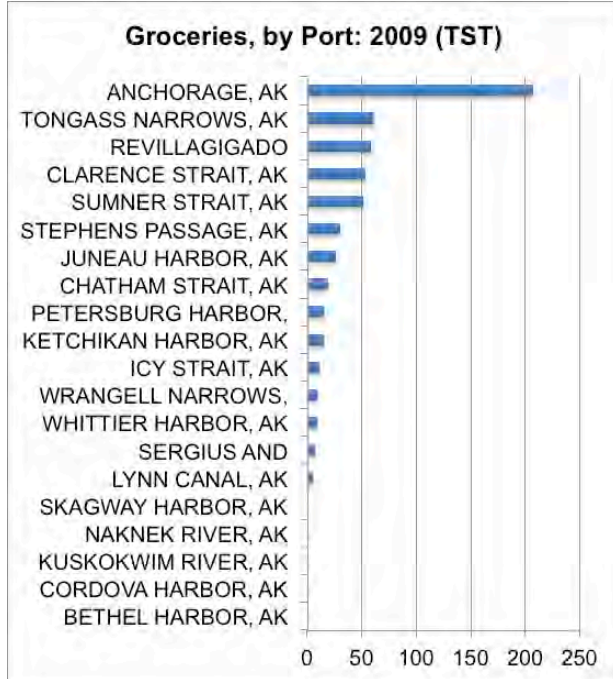 Groceries, by Port: 2009 (TST)
ANCHORAGE, AK
TONGASS NARROWS, AK
REVILLAGIGADO
CLARENCE STRAIT, AK
SUMNER STRAIT, AK
STEPHENS PASSAGE, AK
JUNEAU HARBOR, AK
CHATHAM STRAIT, AK
PETERSBURG HARBOR,
KETCHIKAN HARBOR, AK
ICY STRAIT, AK
WRANGELL NARROWS,
WHITTIER HARBOR, AK
SERGIUS AND
LYNN CANAL, AK
SKAGWAY HARBOR, AK
NAKNEK RIVER, AK
KUSKOKWIM RIVER, AK
CORDOVA HARBOR, AK
BETHEL HARBOR, AK
0 50 100 150 200 250